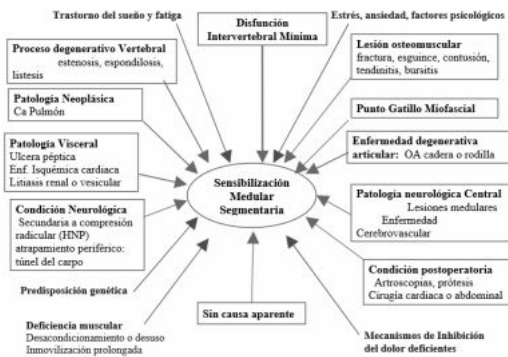 Trastorno del sueño y fatiga
Disfunción
Intervertebral Mínima
Estrés, ansiedad, factores psicológicos
Proceso degenerativo Vertebral
estenosis, espondilosis,
listesis
Lesión osteomuscular
fractura, esguince, contusión,
tendinitis, bursitis
Patología Neoplásica
Ca Pulmón
Punto Gatillo Miofascial
Patología Visceral
Ulcera péptica
Enf. Isquémica cardiaca
Litiasis renal o vesicular
Enfermedad degenerativa
articular: OA cadera o rodilla
Sensibilización
Medular
Segmentaria
Condición Neurológica
Secundaria a compresión
radicular (HNP)
atrapamiento periférico:
túnel del carpo
Patología neurológica Central
Lesiones medulares
Enfermedad
Cerebrovascular
Condición postoperatoria
Artroscopias, prótesis
Cirugía cardiaca o abdominal
Predisposición genética
Sin causa aparente
Deficiencia muscular
Desacondicionamiento o desuso
Inmovilización prolongada
Mecanismos de Inhibición
del dolor deficientes